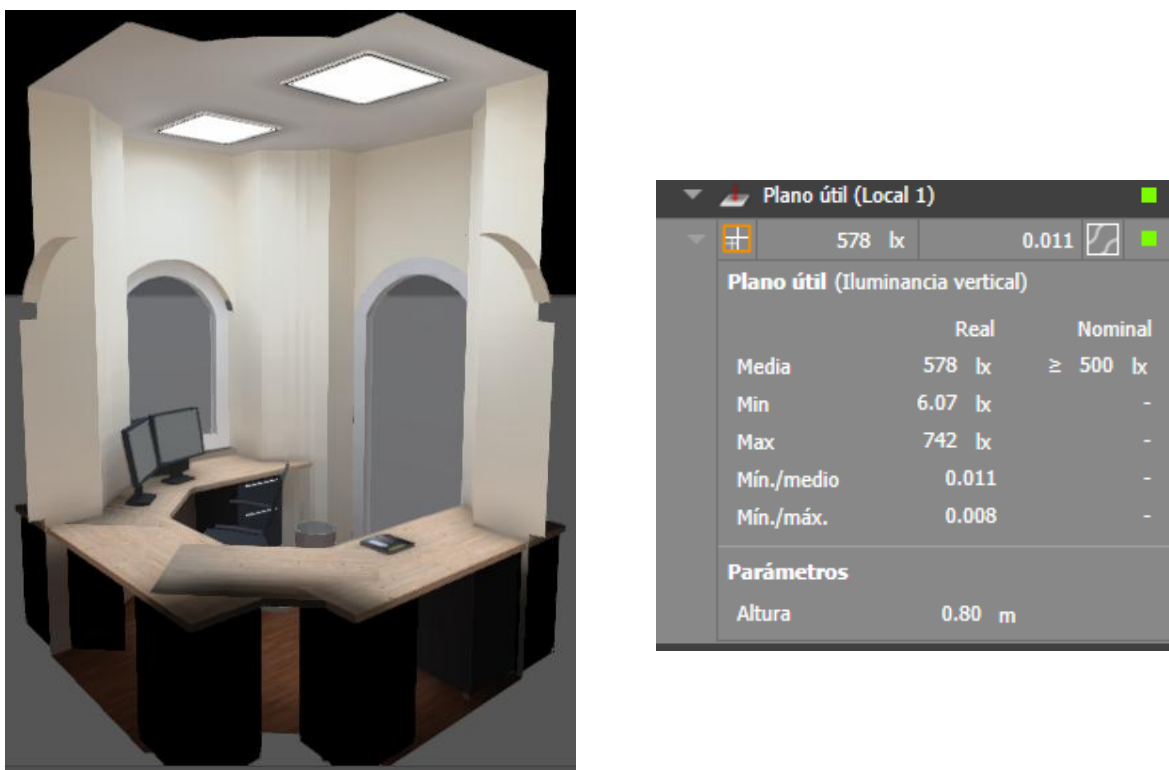 Plano útil (Local 1)
578 lx 0.011
Plano útil (Iluminancia vertical)
Real Nominal
Media 578 lx ≥ 500 lx
Min 6.07 lx -
Max 742 lx -
Mín./medio 0.011 -
Mín./máx. 0.008 -
Parámetros
Altura 0.80 m